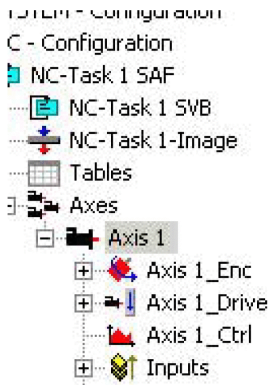 C - Configuration
NC-Task 1 SAF
NC-Task 1 SVB
NC-Task 1-Image
Tables
Axes
Axis 1
Axis 1_Enc
Axis 1_Drive
Axis 1_Ctrl
Inputs